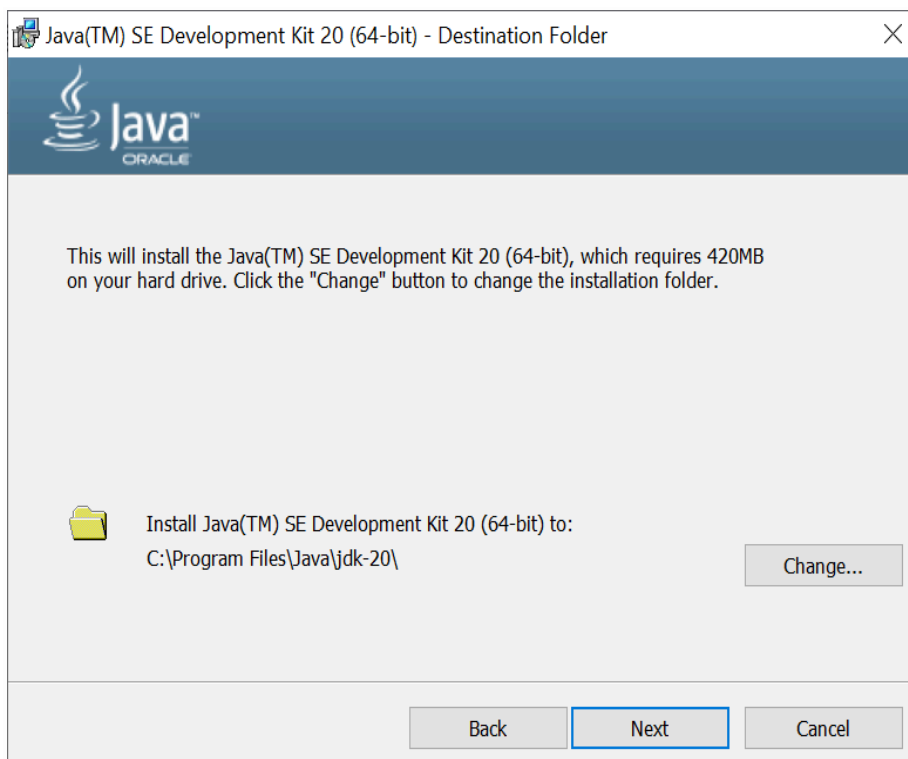 Java(TM) SE Development Kit 20 (64-bit) - Destination Folder
Java™
ORACLE
This will install the Java(TM) SE Development Kit 20 (64-bit), which requires 420MB
on your hard drive. Click the "Change" button to change the installation folder.
Install Java(TM) SE Development Kit 20 (64-bit) to:
C:\Program Files\Java\jdk-20\
Change...
Back
Next
Cancel